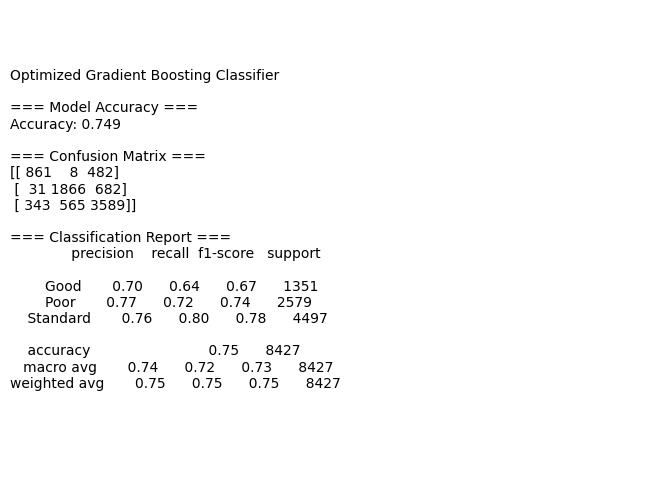 Optimized Gradient Boosting Classifier
=== Model Accuracy ===
Accuracy: 0.749
=== Confusion Matrix ===
[[ 861    8  482]
[  31 1866  682]
[ 343  565 3589]]
=== Classification Report ===
precision    recall  f1-score   support
Good       0.70      0.64      0.67      1351
Poor       0.77      0.72      0.74      2579
Standard       0.76      0.80      0.78      4497
accuracy                           0.75      8427
macro avg       0.74      0.72      0.73      8427
weighted avg       0.75      0.75      0.75      8427